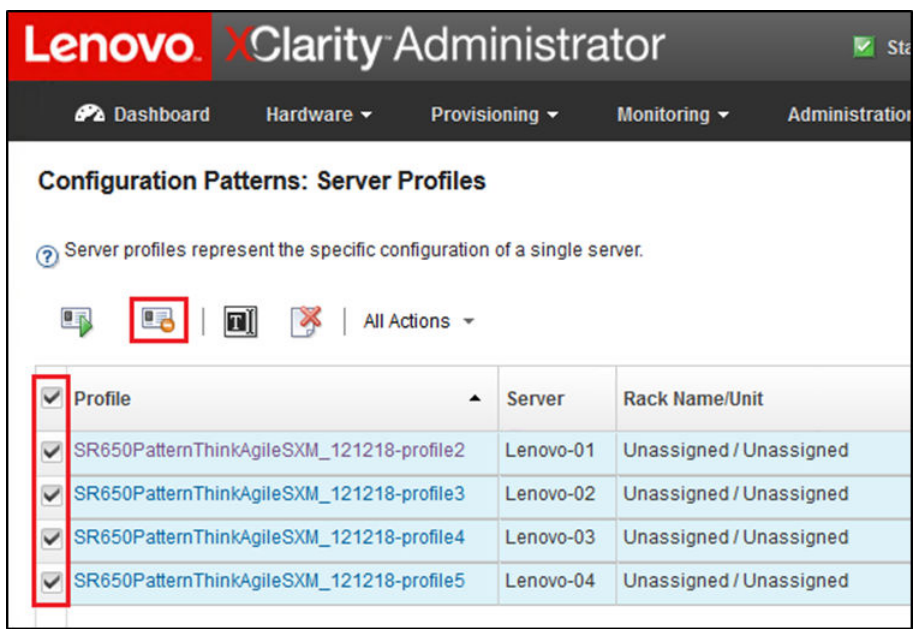 Lenovo. XClarity™ Administrator Sta
Dashboard Hardware Provisioning Monitoring Administration
Configuration Patterns: Server Profiles
Server profiles represent the specific configuration of a single server.
T All Actions
Profile Server Rack Name/Unit
SR650PatternThinkAgileSXM_121218-profile2 Lenovo-01 Unassigned / Unassigned
SR650PatternThinkAgileSXM_121218-profile3 Lenovo-02 Unassigned / Unassigned
SR650PatternThinkAgileSXM_121218-profile4 Lenovo-03 Unassigned / Unassigned
SR650PatternThinkAgileSXM_121218-profile5 Lenovo-04 Unassigned / Unassigned